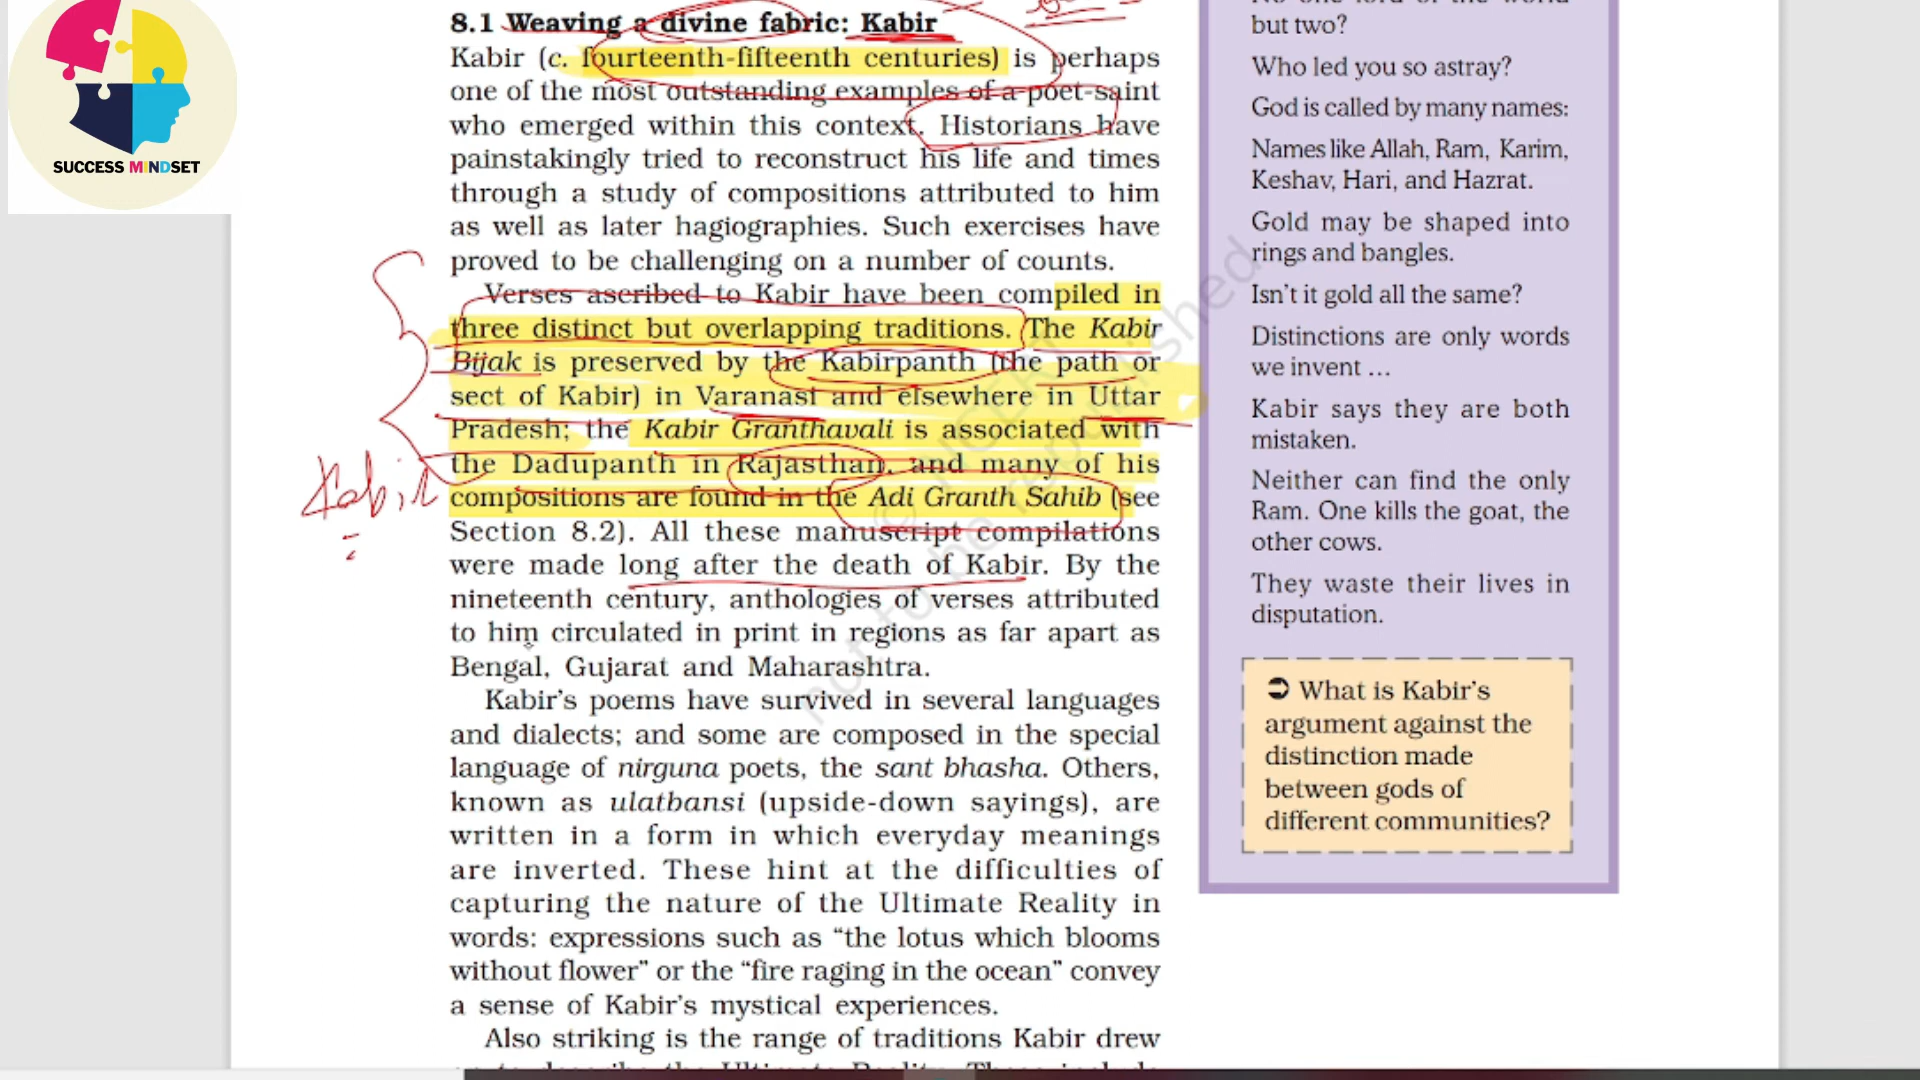 SUCCESS MINDSET
8.1 Weaving a divine fabric: Kabir
Kabir (c. fourteenth-fifteenth centuries) is perhaps
one of the most outstanding examples of a poet-saint
who emerged within this context. Historians have
painstakingly tried to reconstruct his life and times
through a study of compositions attributed to him
as well as later hagiographies. Such exercises have
proved to be challenging on a number of counts.
Verses ascribed to Kabir have been compiled in
three distinct but overlapping traditions. The Kabir
Bijak is preserved by the Kabirpanth (the path or
sect of Kabir) in Varanasi and elsewhere in Uttar
Pradesh; the Kabir Granthavali is associated with
the Dadupanth in Rajasthan, and many of his
compositions are found in the Adi Granth Sahib (see
Section 8.2). All these manuscript compilations
were made long after the death of Kabir. By the
nineteenth century, anthologies of verses attributed
to him circulated in print in regions as far apart as
Bengal, Gujarat and Maharashtra.
Kabir’s poems have survived in several languages
and dialects; and some are composed in the special
language of nirguna poets, the sant bhasha. Others,
known as ulatbansi (upside-down sayings), are
written in a form in which everyday meanings
are inverted. These hint at the difficulties of
capturing the nature of the Ultimate Reality in
words: expressions such as “the lotus which blooms
without flower” or the “fire raging in the ocean” convey
a sense of Kabir’s mystical experiences.
Also striking is the range of traditions Kabir drew
Kabir
but two?
Who led you so astray?
God is called by many names:
Names like Allah, Ram, Karim,
Keshav, Hari, and Hazrat.
Gold may be shaped into
rings and bangles.
Isn’t it gold all the same?
Distinctions are only words
we invent ...
Kabir says they are both
mistaken.
Neither can find the only
Ram. One kills the goat, the
other cows.
They waste their lives in
disputation.
➲ What is Kabir’s
argument against the
distinction made
between gods of
different communities?
© NCERT
not to be republished